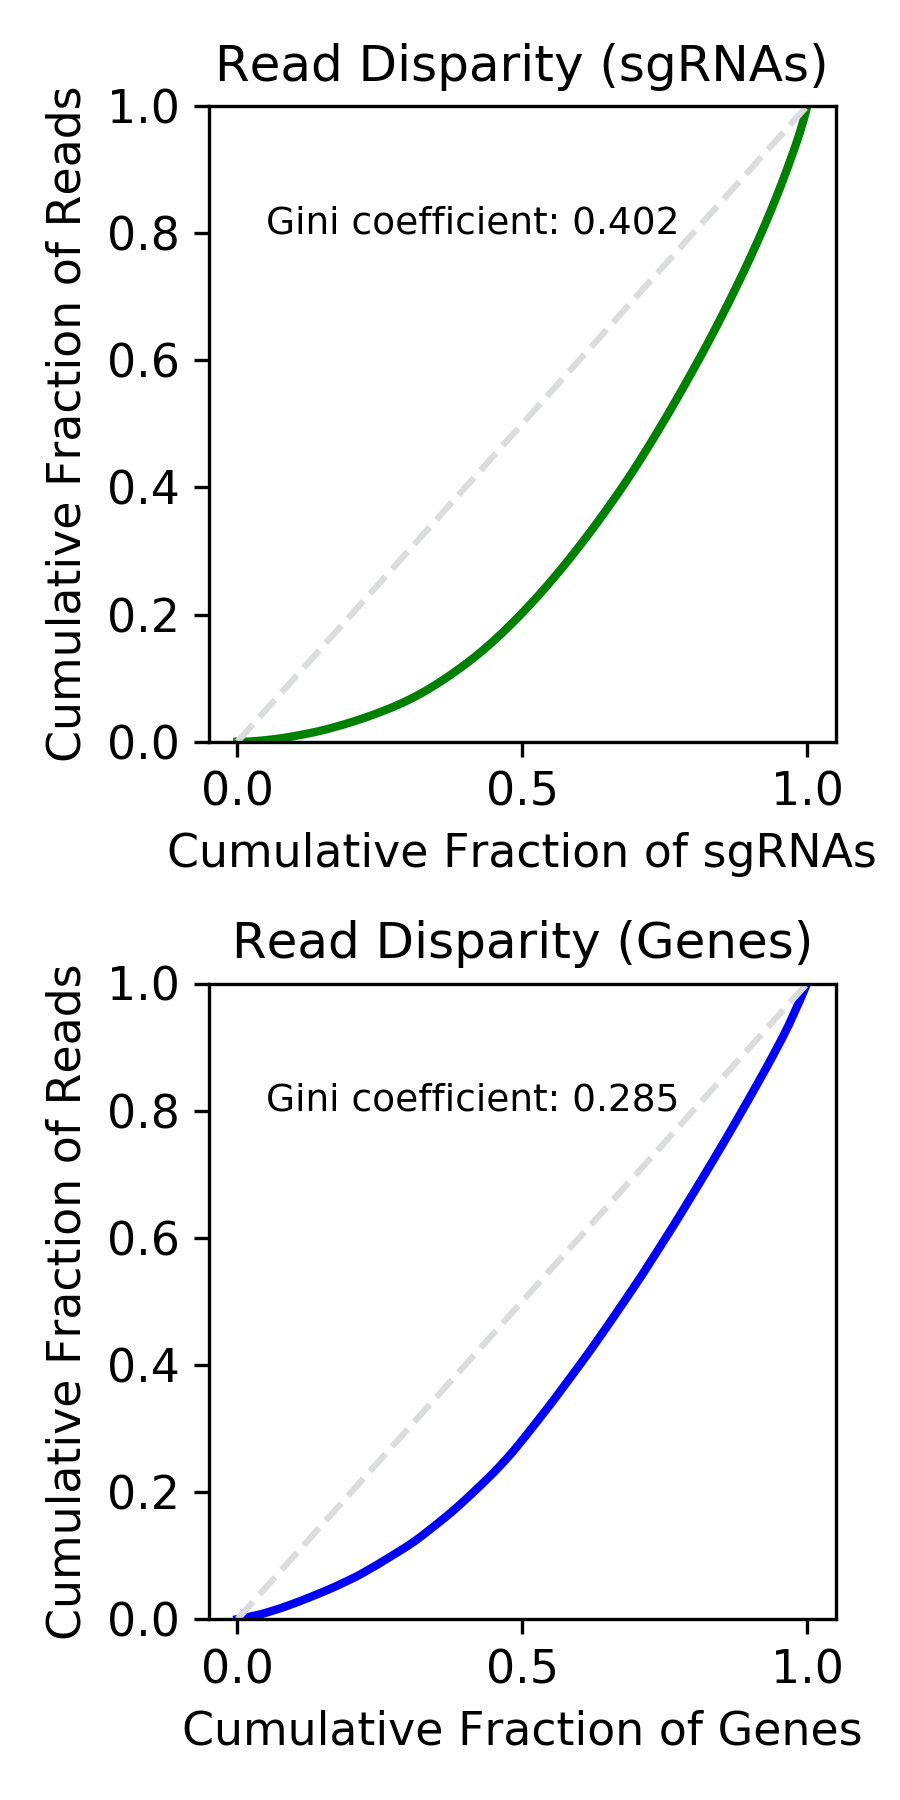 Read Disparity (sgRNAs)
Cumulative Fraction of Reads
1.0
0.8
0.6
0.4
0.2
0.0
Gini coefficient: 0.402
0.0 0.5 1.0
Cumulative Fraction of sgRNAs
Read Disparity (Genes)
Cumulative Fraction of Reads
1.0
0.8
0.6
0.4
0.2
0.0
Gini coefficient: 0.285
0.0 0.5 1.0
Cumulative Fraction of Genes